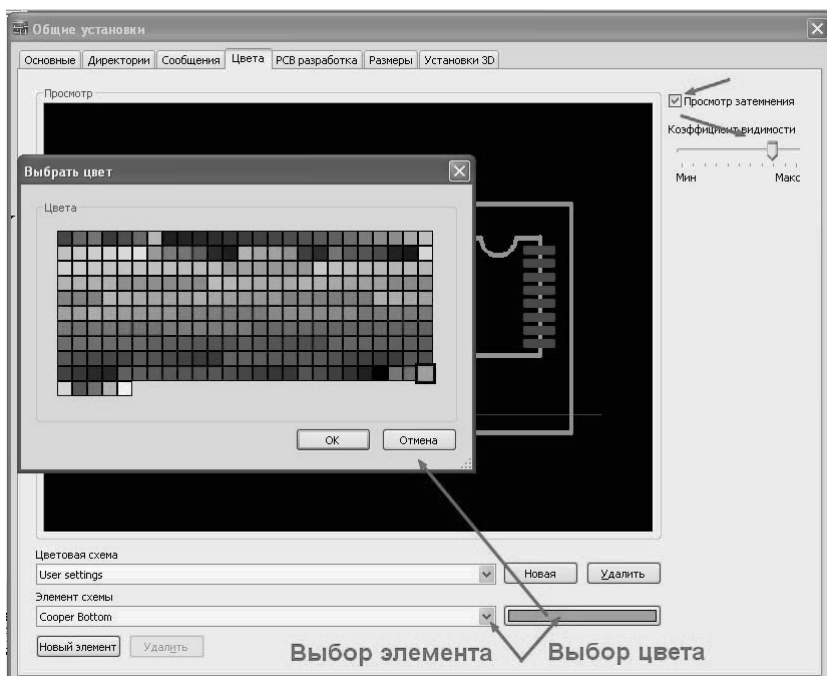 Общие установки
Основные Директории Сообщения Цвета PCB разработка Размеры Установки 3D
Просмотр
Просмотр затемнения
Коэффициент видимости
Мин Макс
Выбрать цвет
Цвета
OK Отмена
Цветовая схема
User settings Новая Удалить
Элемент схемы
Cooper Bottom
Новый элемент Удалить
Выбор элемента Выбор цвета